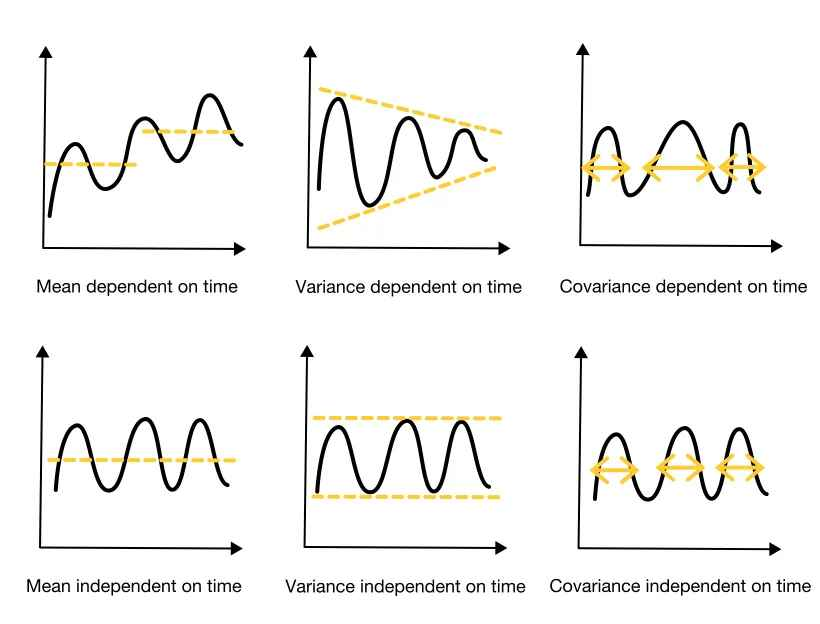 Mean dependent on time
Variance dependent on time
Covariance dependent on time
Mean independent on time
Variance independent on time
Covariance independent on time